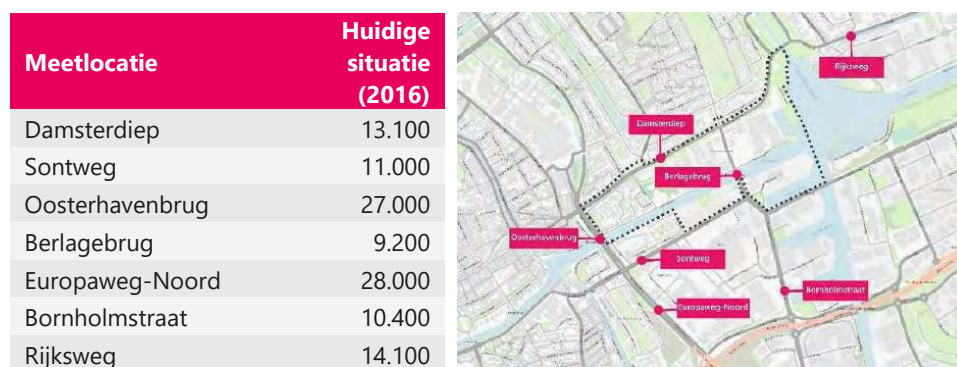 Meetlocatie
Huidige
situatie
(2016)
Damsterdiep 13.100
Sontweg 11.000
Oosterhavenbrug 27.000
Berlagebrug 9.200
Europaweg-Noord 28.000
Bornholmstraat 10.400
Rijksweg 14.100
Rijksweg
Damsterdiep
Berlagebrug
Oosterhavenbrug
Sontweg
Bornholmstraat
Europaweg-Noord